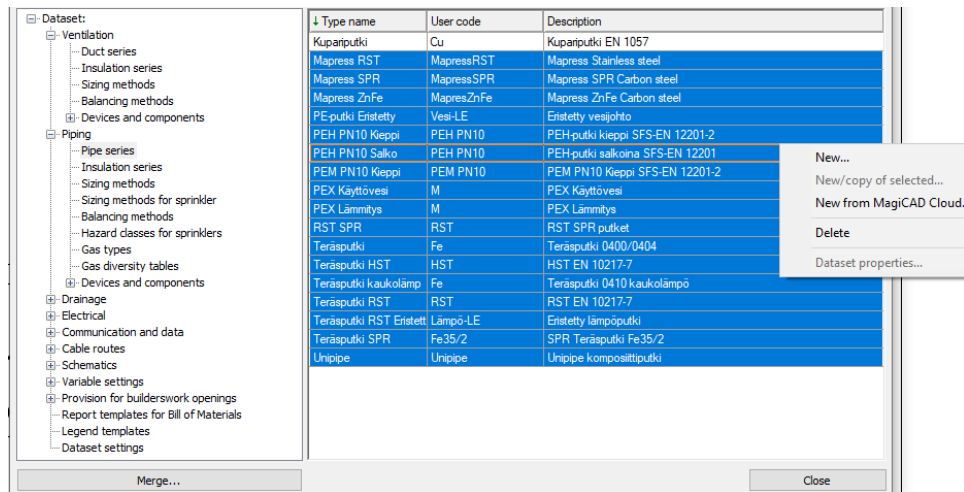 Dataset:
Ventilation
Duct series
Insulation series
Sizing methods
Balancing methods
Devices and components
Piping
Pipe series
Insulation series
Sizing methods
Sizing methods for sprinkler
Balancing methods
Hazard classes for sprinklers
Gas types
Gas diversity tables
Devices and components
Drainage
Electrical
Communication and data
Cable routes
Schematics
Variable settings
Provision for builderswork openings
Report templates for Bill of Materials
Legend templates
Dataset settings
Merge...
↓ Type name User code Description
Kupariputki Cu Kupariputki EN 1057
Mapress RST MapressRST Mapress Stainless steel
Mapress SPR MapressSPR Mapress SPR Carbon steel
Mapress ZnFe MapresZnFe Mapress ZnFe Carbon steel
PE-putki Eristetty Vesi-LE Eristetty vesijohto
PEH PN10 Kieppi PEH PN10 PEH-putki kieppi SFS-EN 12201-2
PEH PN10 Salko PEH PN10 PEH-putki salkoina SFS-EN 12201
PEM PN10 Kieppi PEM PN10 PEM PN10 Kieppi SFS-EN 12201-2
PEX Käyttövesi M PEX Käyttövesi
PEX Lämmitys M PEX Lämmitys
RST SPR RST RST SPR putket
Teräsputki Fe Teräsputki 0400/0404
Teräsputki HST HST HST EN 10217-7
Teräsputki kaukolämp Fe Teräsputki 0410 kaukolämpö
Teräsputki RST RST RST EN 10217-7
Teräsputki RST Eristett Lämpö-LE Eristetty lämpöputki
Teräsputki SPR Fe35/2 SPR Teräsputki Fe35/2
Unipipe Unipipe Unipipe komposiittiputki
New...
New/copy of selected...
New from MagiCAD Cloud.
Delete
Dataset properties...
Close